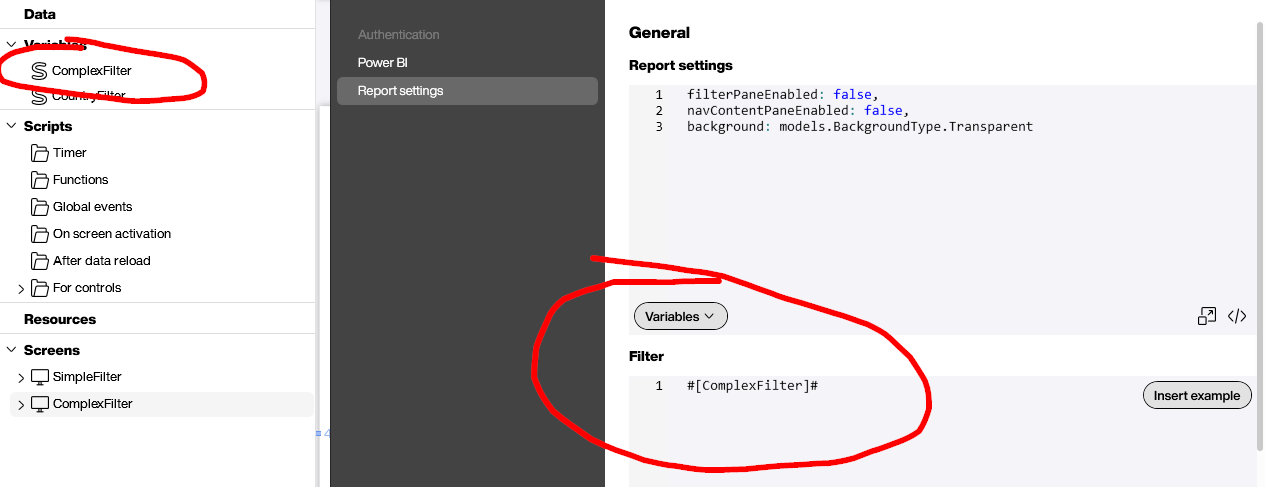 Data
Variables
ComplexFilter
CountryFilter
Scripts
Timer
Functions
Global events
On screen activation
After data reload
For controls
Resources
Screens
SimpleFilter
ComplexFilter
4
Authentication
Power BI
Report settings
General
Report settings
1 filterPaneEnabled: false,
2 navContentPaneEnabled: false,
3 background: models.BackgroundType.Transparent
Variables
</>
Filter
1 #[ComplexFilter]#
Insert example